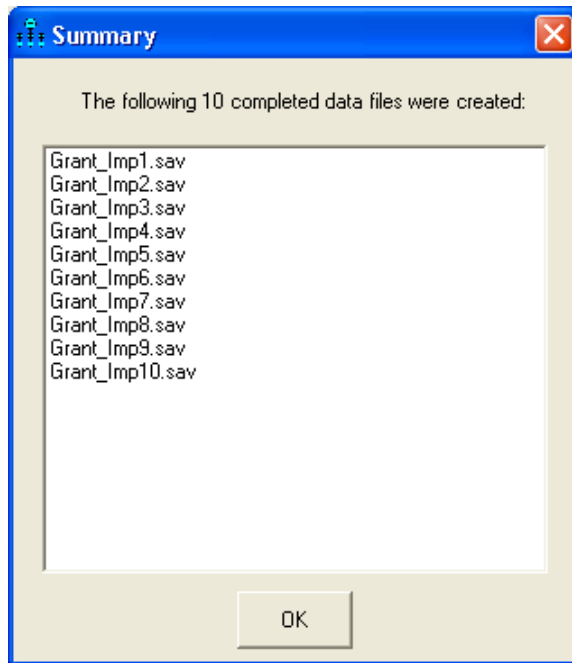 Summary
The following 10 completed data files were created:
Grant_Imp1.sav
Grant_Imp2.sav
Grant_Imp3.sav
Grant_Imp4.sav
Grant_Imp5.sav
Grant_Imp6.sav
Grant_Imp7.sav
Grant_Imp8.sav
Grant_Imp9.sav
Grant_Imp10.sav
OK